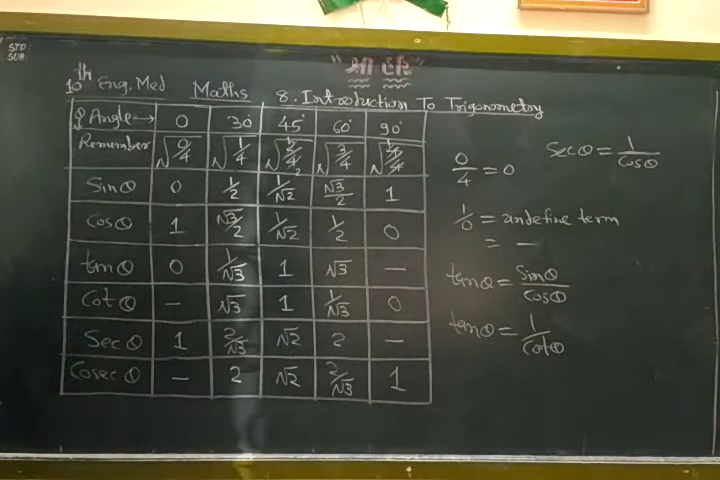 STD:
SUB:
"શ્રી હરિ"
10th Eng. Med Maths 8. Introduction To Trigonometry
Angle→ 0 30° 45° 60° 90°
Remember √0/4 √1/4 √2/4 √3/4 √4/4
Sinθ 0 1/2 1/√2 √3/2 1
Cosθ 1 √3/2 1/√2 1/2 0
tanθ 0 1/√3 1 √3 —
Cotθ — √3 1 1/√3 0
Secθ 1 2/√3 √2 2 —
Cosecθ — 2 √2 2/√3 1
Secθ = 1/Cosθ
0/4 = 0
1/0 = undefine term
= —
tanθ = Sinθ/Cosθ
tanθ = 1/Cotθ